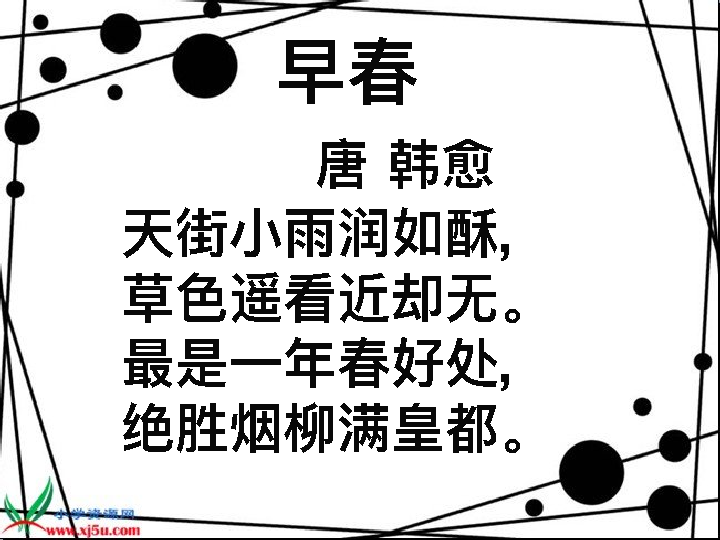 早春
唐 韩愈
天街小雨润如酥,
草色遥看近却无。
最是一年春好处,
绝胜烟柳满皇都。
小学资源网
www.xj5u.com